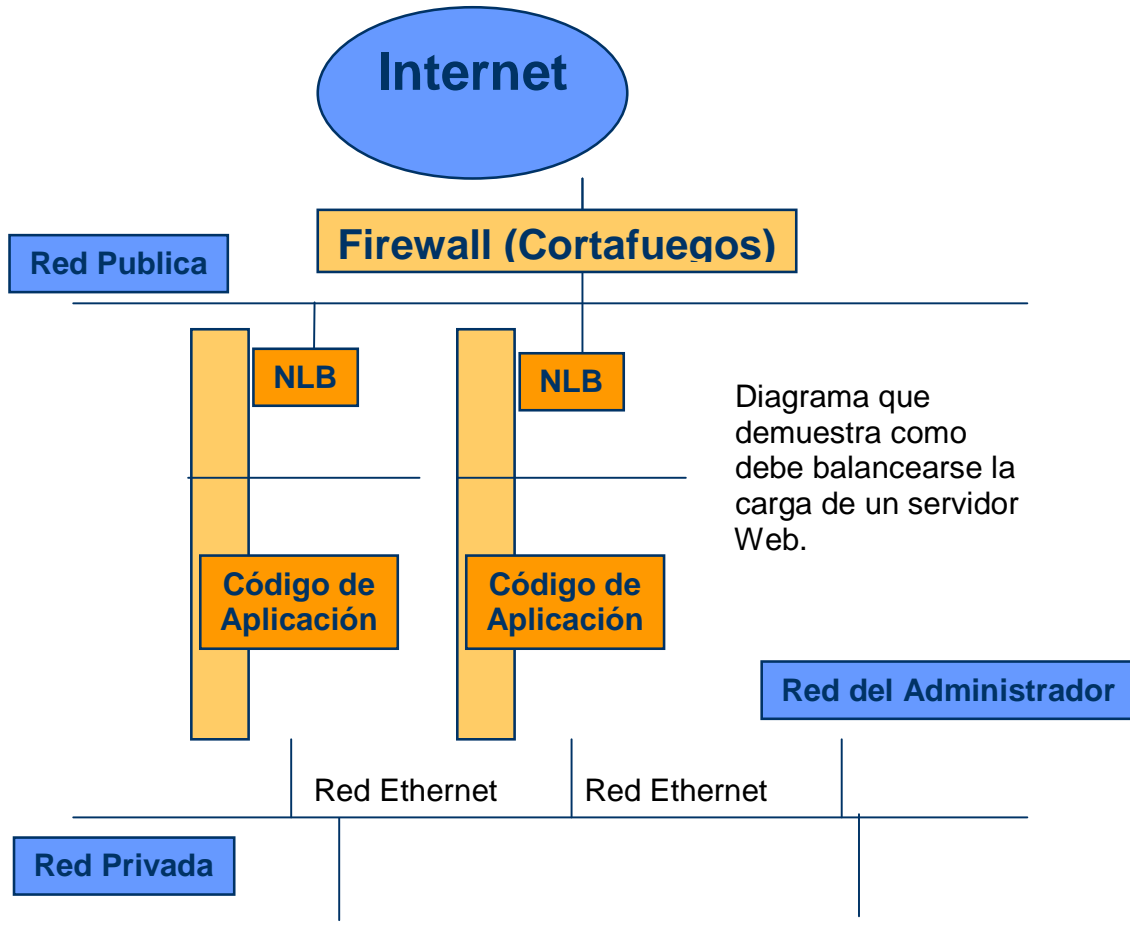 Internet
Firewall (Cortafuegos)
Red Publica
NLB
NLB
Diagrama que
demuestra como
debe balancearse la
carga de un servidor
Web.
Código de
Aplicación
Código de
Aplicación
Red del Administrador
Red Ethernet
Red Ethernet
Red Privada